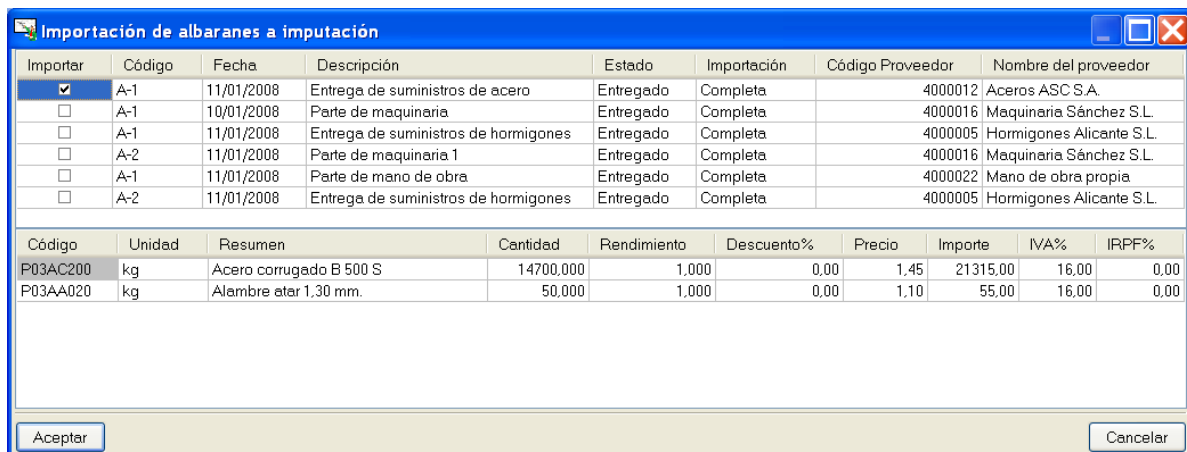 Importación de albaranes a imputación
Importar Código Fecha Descripción Estado Importación Código Proveedor Nombre del proveedor
A-1 11/01/2008 Entrega de suministros de acero Entregado Completa 4000012 Aceros ASC S.A.
A-1 10/01/2008 Parte de maquinaria Entregado Completa 4000016 Maquinaria Sánchez S.L.
A-1 11/01/2008 Entrega de suministros de hormigones Entregado Completa 4000005 Hormigones Alicante S.L.
A-2 11/01/2008 Parte de maquinaria 1 Entregado Completa 4000016 Maquinaria Sánchez S.L.
A-1 11/01/2008 Parte de mano de obra Entregado Completa 4000022 Mano de obra propia
A-2 11/01/2008 Entrega de suministros de hormigones Entregado Completa 4000005 Hormigones Alicante S.L.
Código Unidad Resumen Cantidad Rendimiento Descuento% Precio Importe IVA% IRPF%
P03AC200 kg Acero corrugado B 500 S 14700,000 1,000 0,00 1,45 21315,00 16,00 0,00
P03AA020 kg Alambre atar 1,30 mm. 50,000 1,000 0,00 1,10 55,00 16,00 0,00
Aceptar Cancelar